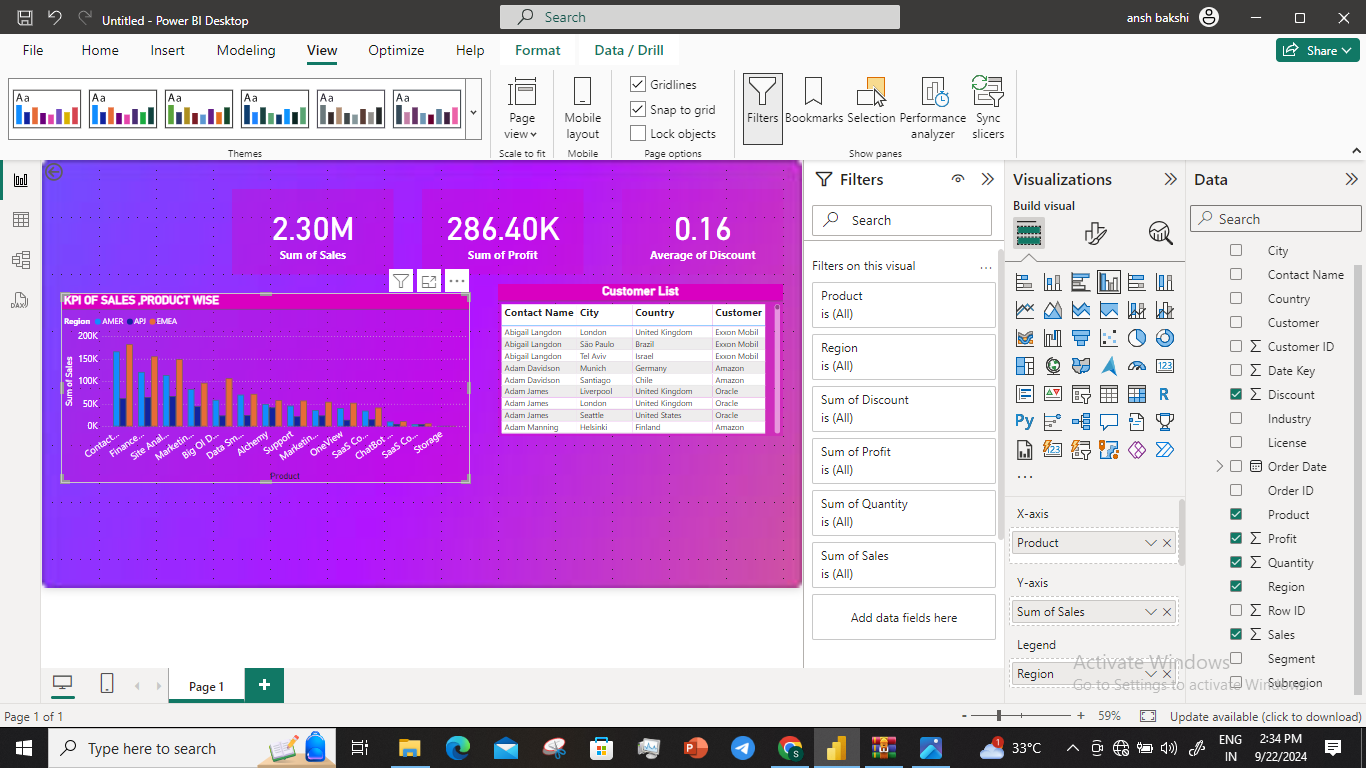 Untitled - Power BI Desktop
Search
ansh bakshi
File
Home
Insert
Modeling
View
Optimize
Help
Format
Data / Drill
Share
Aa
Aa
Aa
Aa
Aa
Aa
Themes
Page view
Scale to fit
Mobile layout
Mobile
Gridlines
Snap to grid
Lock objects
Page options
Filters
Bookmarks
Selection
Performance analyzer
Sync slicers
Show panes
2.30M
Sum of Sales
286.40K
Sum of Profit
0.16
Average of Discount
KPI OF SALES ,PRODUCT WISE
Region AMER APJ EMEA
Sum of Sales
200K
150K
100K
50K
0K
Contact...
Finance...
Site Anal...
Marketin...
Big Ol D...
Data Sm...
Alchemy
Support
Marketin...
OneView
SaaS Co...
ChatBot ...
SaaS Co...
Storage
Product
Customer List
Contact Name City Country Customer
Abigail Langdon London United Kingdom Exxon Mobil
Abigail Langdon São Paulo Brazil Exxon Mobil
Abigail Langdon Tel Aviv Israel Exxon Mobil
Adam Davidson Munich Germany Amazon
Adam Davidson Santiago Chile Amazon
Adam James Liverpool United Kingdom Oracle
Adam James London United Kingdom Oracle
Adam James Seattle United States Oracle
Adam Manning Helsinki Finland Amazon
Filters
Search
Filters on this visual
Product
is (All)
Region
is (All)
Sum of Discount
is (All)
Sum of Profit
is (All)
Sum of Quantity
is (All)
Sum of Sales
is (All)
Add data fields here
Visualizations
Build visual
123
R
Py
123
X-axis
Product
Y-axis
Sum of Sales
Legend
Region
Data
Search
City
Contact Name
Country
Customer
Customer ID
Date Key
Discount
Industry
License
Order Date
Order ID
Product
Profit
Quantity
Region
Row ID
Sales
Segment
Subregion
Activate Windows
Go to Settings to activate Windows.
DAX
Page 1
Page 1 of 1
59%
Update available (click to download)
Type here to search
1
33°C
ENG
IN
2:34 PM
9/22/2024